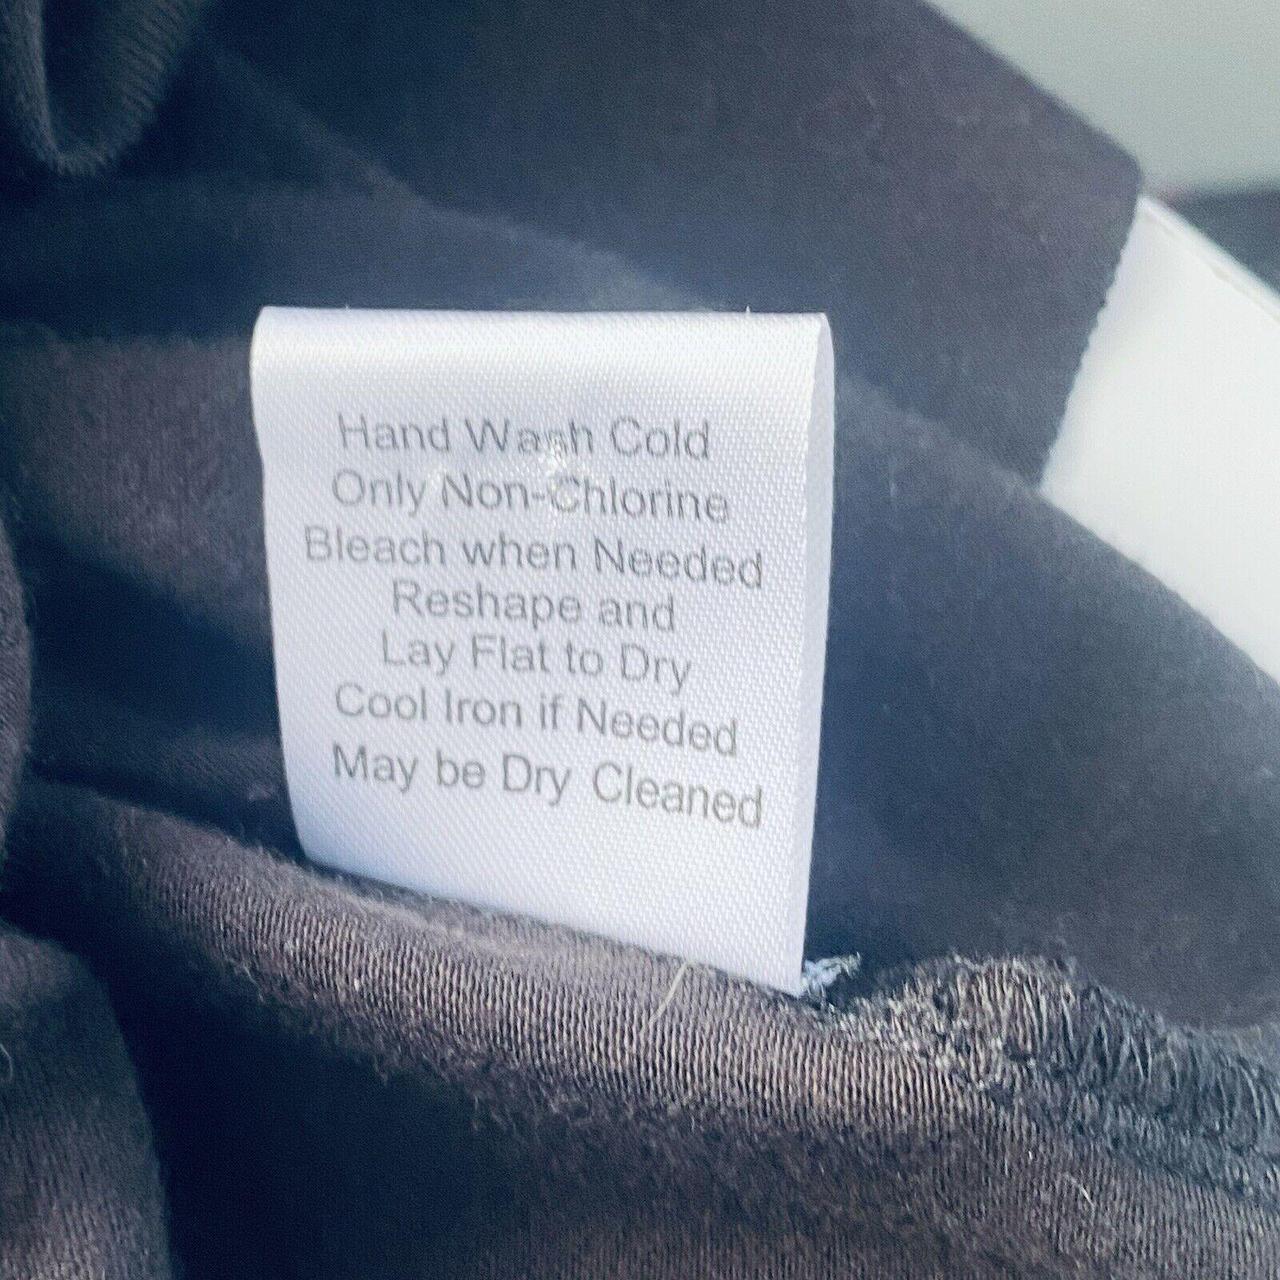 Hand Wash Cold
Only Non-Chlorine
Bleach when Needed
Reshape and
Lay Flat to Dry
Cool Iron if Needed
May be Dry Cleaned